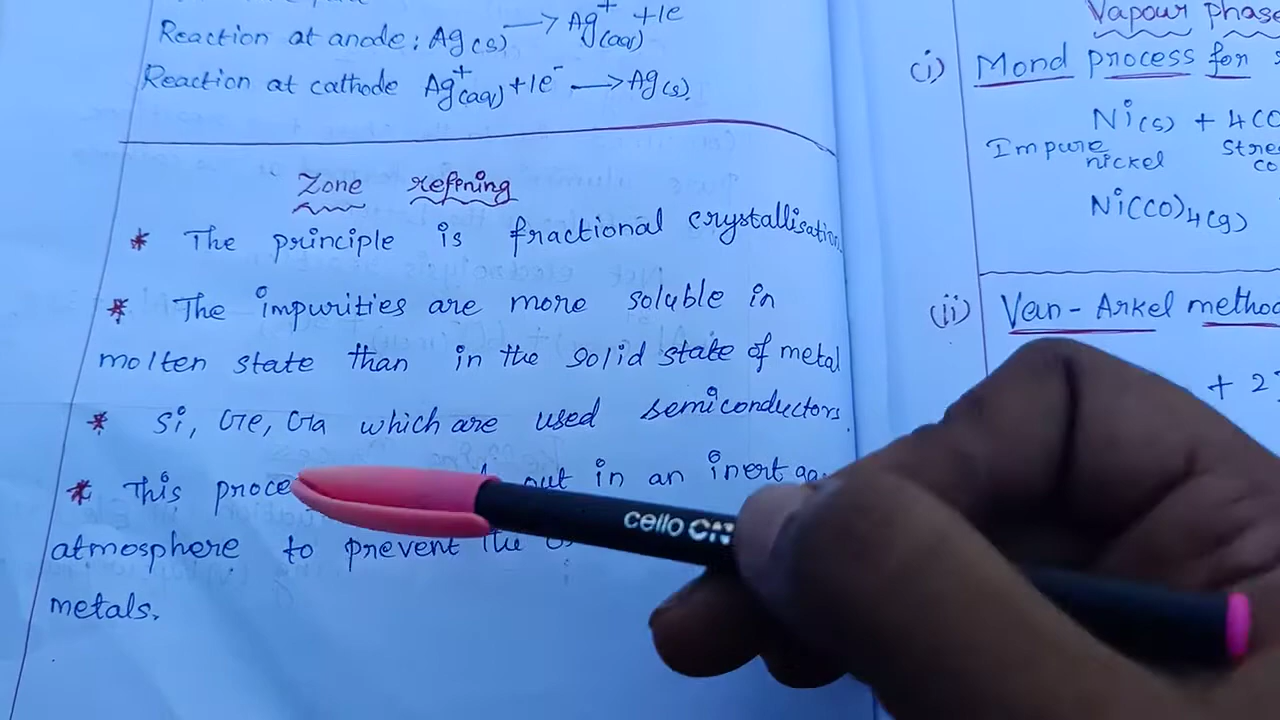 Reaction at anode: Ag(s) → Ag+(aq) +1e
Reaction at cathode Ag+(aq) +1e- → Ag(s).
Zone refining
* The principle is fractional crystallisation.
* The impurities are more soluble in
molten state than in the solid state of metal
* Si, Ge, Ga which are used semiconductors.
* This out in an inert
atmosphere to prevent the
metals.
Vapour phase
(i) Mond process for
Ni(s) + 4CO
Impure
nickel
Ni(CO)4(g)
(ii) Van-Arkel method
+ 2
cello